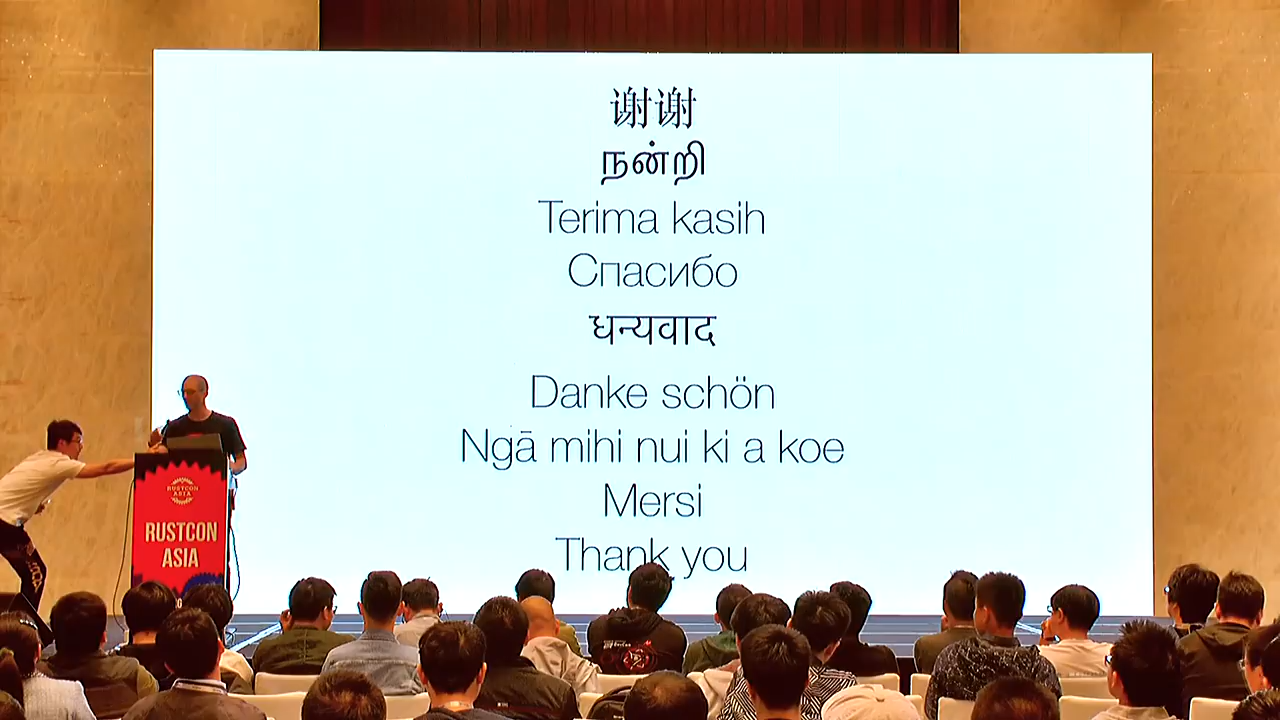 谢谢
நன்றி
Terima kasih
Спасибо
धन्यवाद
Danke schön
Ngā mihi nui ki a koe
Mersi
Thank you
RUSTCON
ASIA
RUSTCON
ASIA